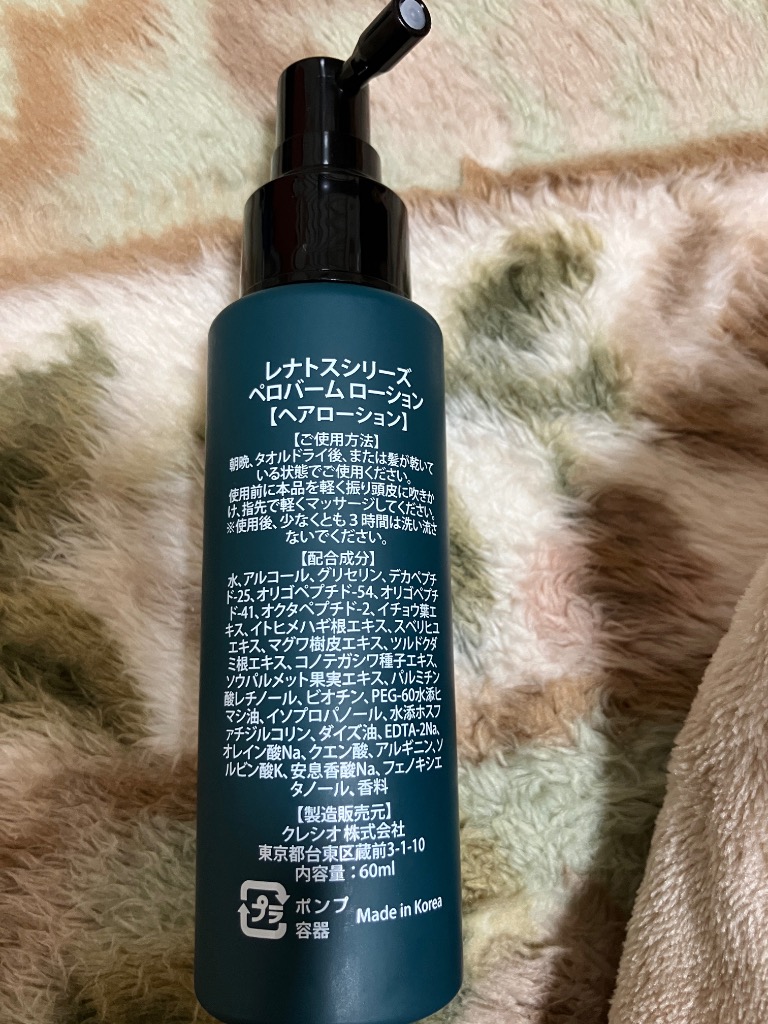 レナトスシリーズ
ペロバーム ローション
【ヘアローション】
【ご使用方法】
朝晩、タオルドライ後、または髪が乾いて
いる状態でご使用ください。
使用前に本品を軽く振り頭皮に吹きか
け、指先で軽くマッサージしてください。
※使用後、少なくとも3時間は洗い流さ
ないでください。
【配合成分】
水、アルコール、グリセリン、デカペプチ
ド-25、オリゴペプチド-54、オリゴペプチ
ド-41、オクタペプチド-2、イチョウ葉エ
キス、イトヒメハギ根エキス、スベリヒユ
エキス、マグワ樹皮エキス、ツルドクダ
ミ根エキス、コノテガシワ種子エキス、
ソウパルメット果実エキス、パルミチン
酸レチノール、ビオチン、PEG-60水添ヒ
マシ油、イソプロパノール、水添ホスフ
ァチジルコリン、ダイズ油、EDTA-2Na、
オレイン酸Na、クエン酸、アルギニン、ソ
ルビン酸K、安息香酸Na、フェノキシエ
タノール、香料
【製造販売元】
クレシオ株式会社
東京都台東区蔵前3-1-10
内容量：60ml
プラ ポンプ
容器
Made in Korea